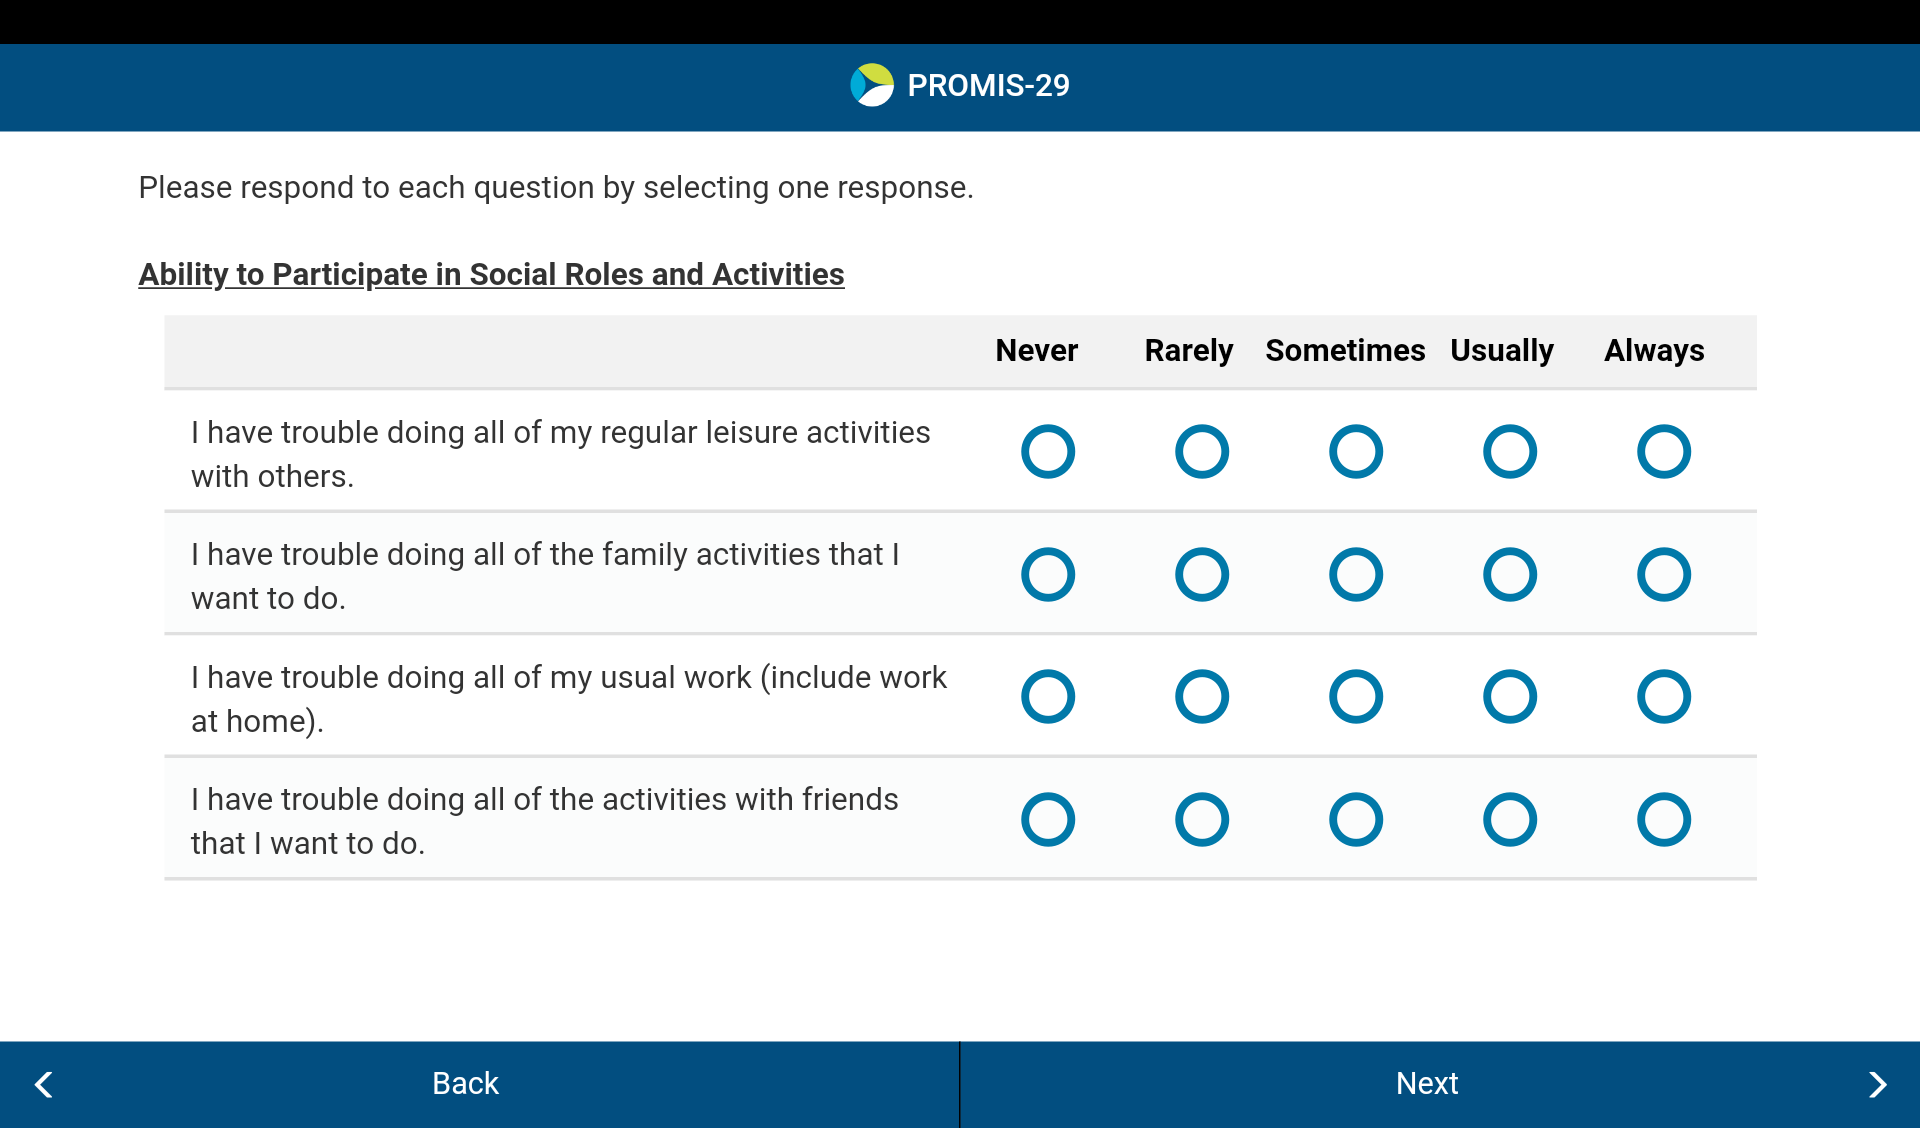 PROMIS-29
Please respond to each question by selecting one response.
Ability to Participate in Social Roles and Activities
Never Rarely Sometimes Usually Always
I have trouble doing all of my regular leisure activities
with others.
I have trouble doing all of the family activities that I
want to do.
I have trouble doing all of my usual work (include work
at home).
I have trouble doing all of the activities with friends
that I want to do.
Back Next